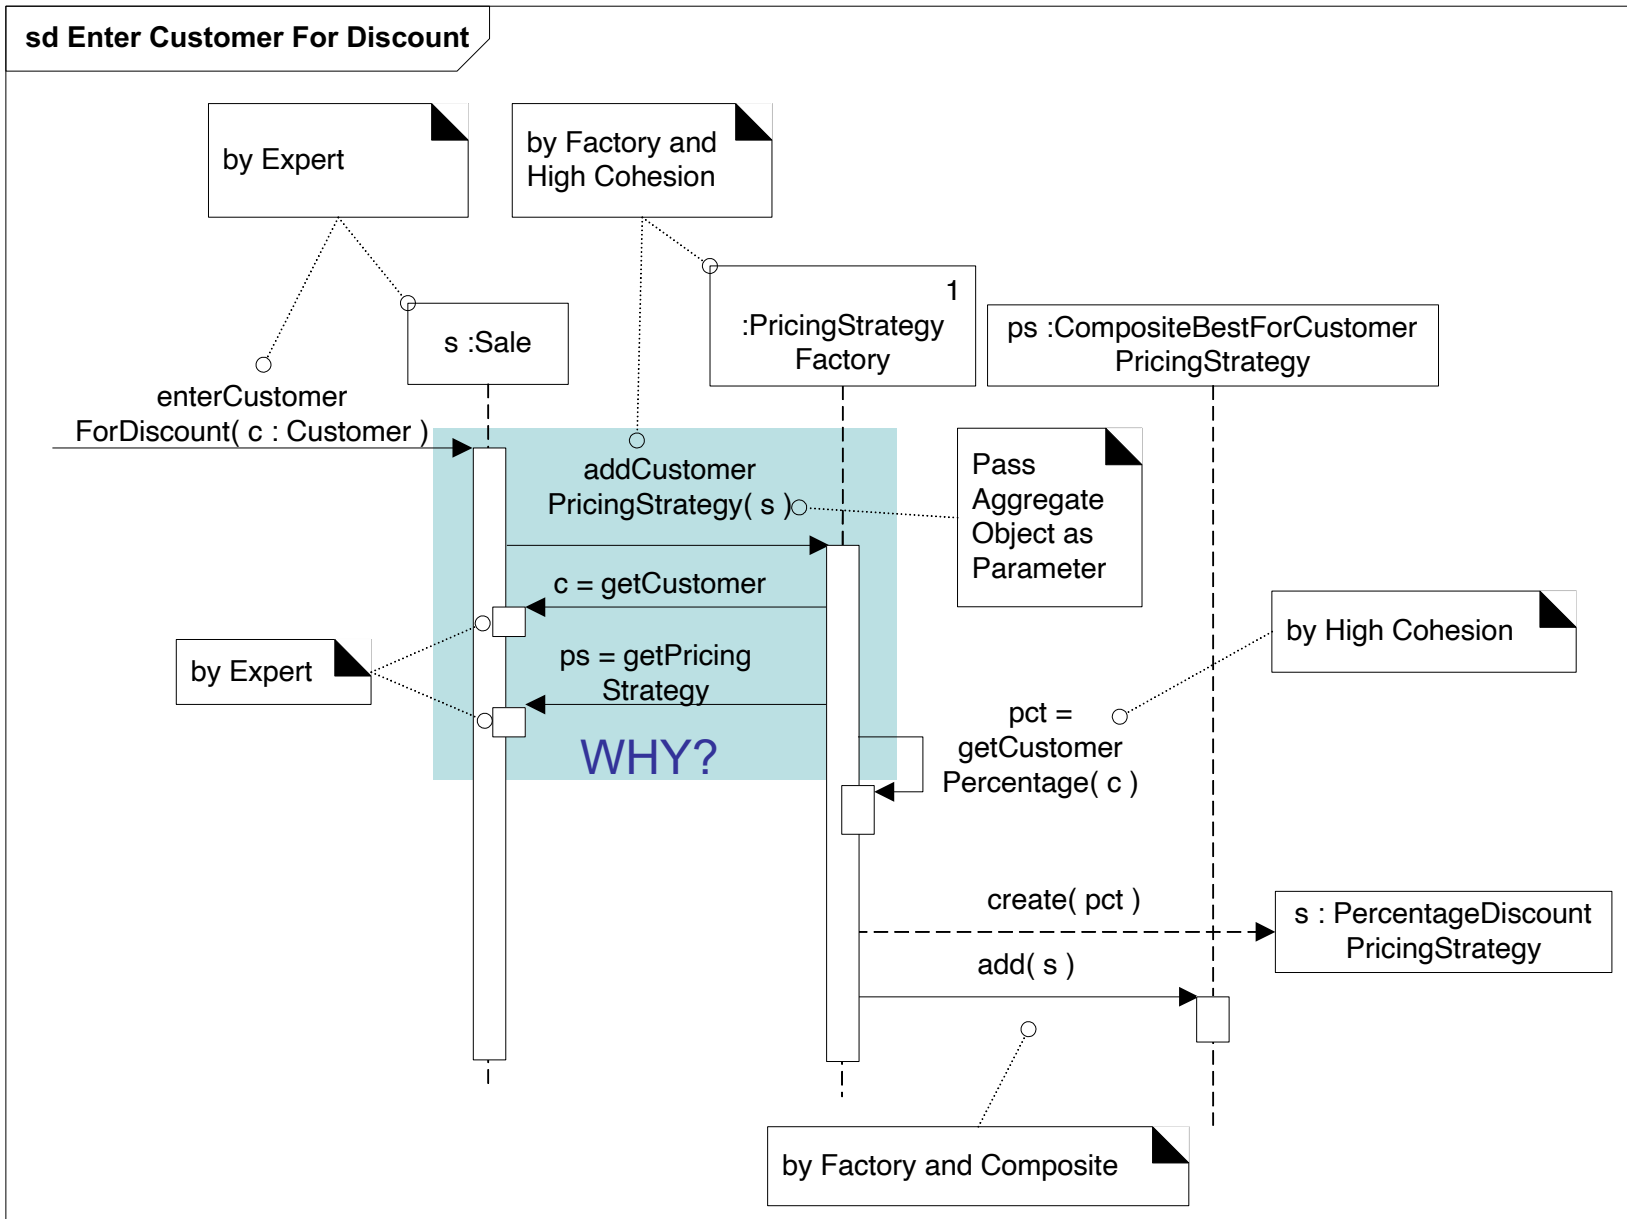 sd Enter Customer For Discount
by Expert
by Factory and
High Cohesion
1
:PricingStrategy
Factory
s :Sale
ps :CompositeBestForCustomer
PricingStrategy
enterCustomer
ForDiscount( c : Customer )
addCustomer
PricingStrategy( s )
Pass
Aggregate
Object as
Parameter
c = getCustomer
by High Cohesion
by Expert
ps = getPricing
Strategy
WHY?
pct =
getCustomer
Percentage( c )
create( pct )
s : PercentageDiscount
PricingStrategy
add( s )
by Factory and Composite